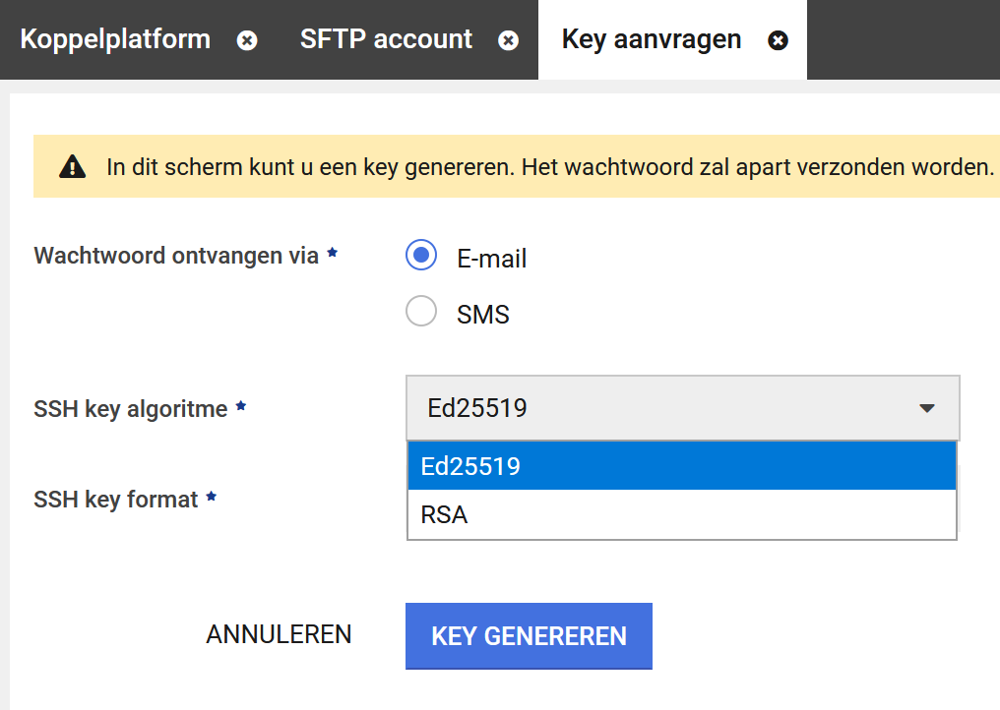 Koppelplatform SFTP account Key aanvragen
In dit scherm kunt u een key genereren. Het wachtwoord zal apart verzonden worden.
Wachtwoord ontvangen via * E-mail
SMS
SSH key algoritme * Ed25519
Ed25519
SSH key format *
RSA
ANNULEREN KEY GENEREREN